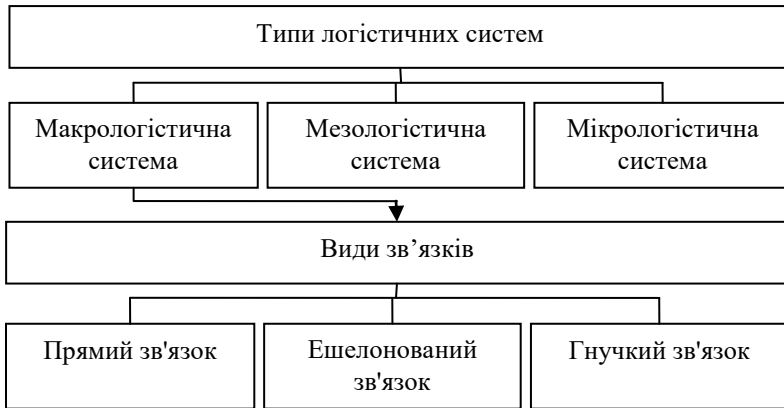 Типи логістичних систем
Макрологістична
система
Мезологістична
система
Мікрологістична
система
Види зв’язків
Прямий зв'язок
Ешелонований
зв'язок
Гнучкий зв'язок